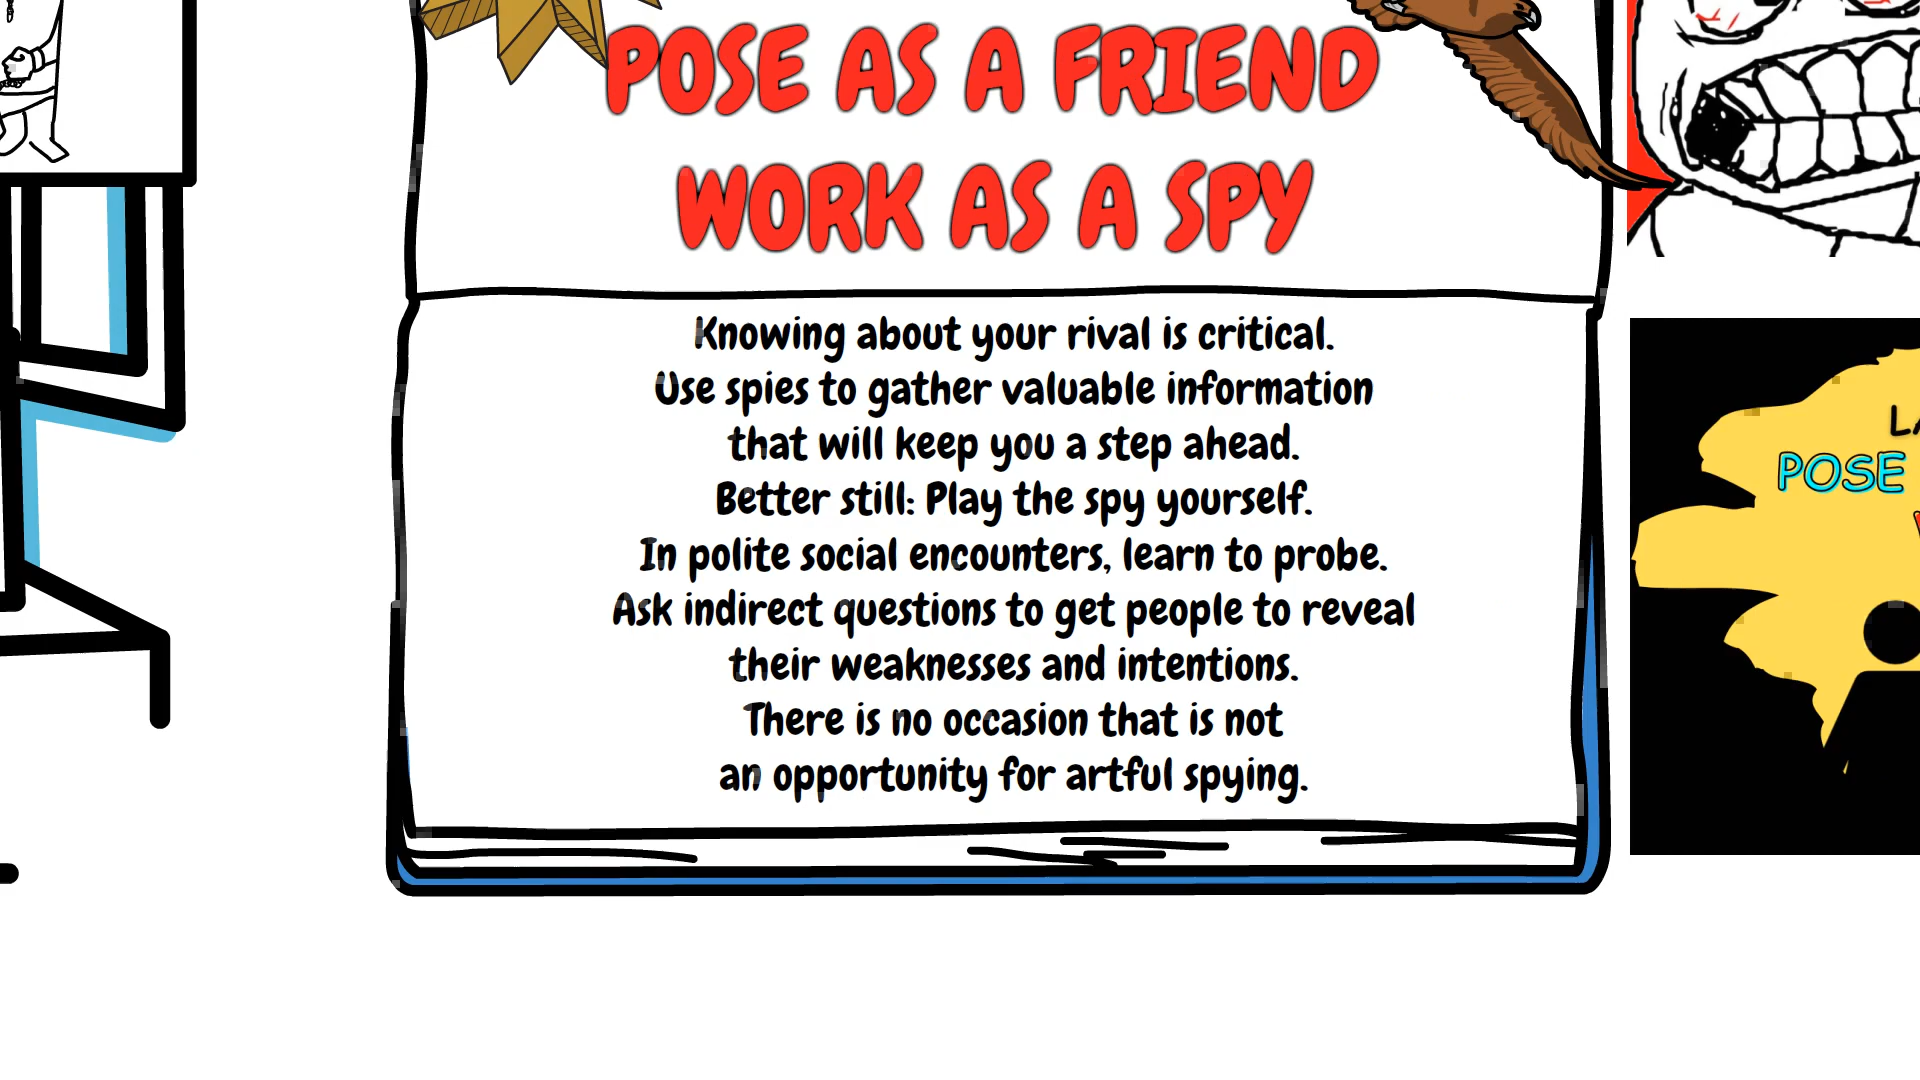 POSE AS A FRIEND
WORK AS A SPY
Knowing about your rival is critical.
Use spies to gather valuable information
that will keep you a step ahead.
Better still: Play the spy yourself.
In polite social encounters, learn to probe.
Ask indirect questions to get people to reveal
their weaknesses and intentions.
There is no occasion that is not
an opportunity for artful spying.
POSE